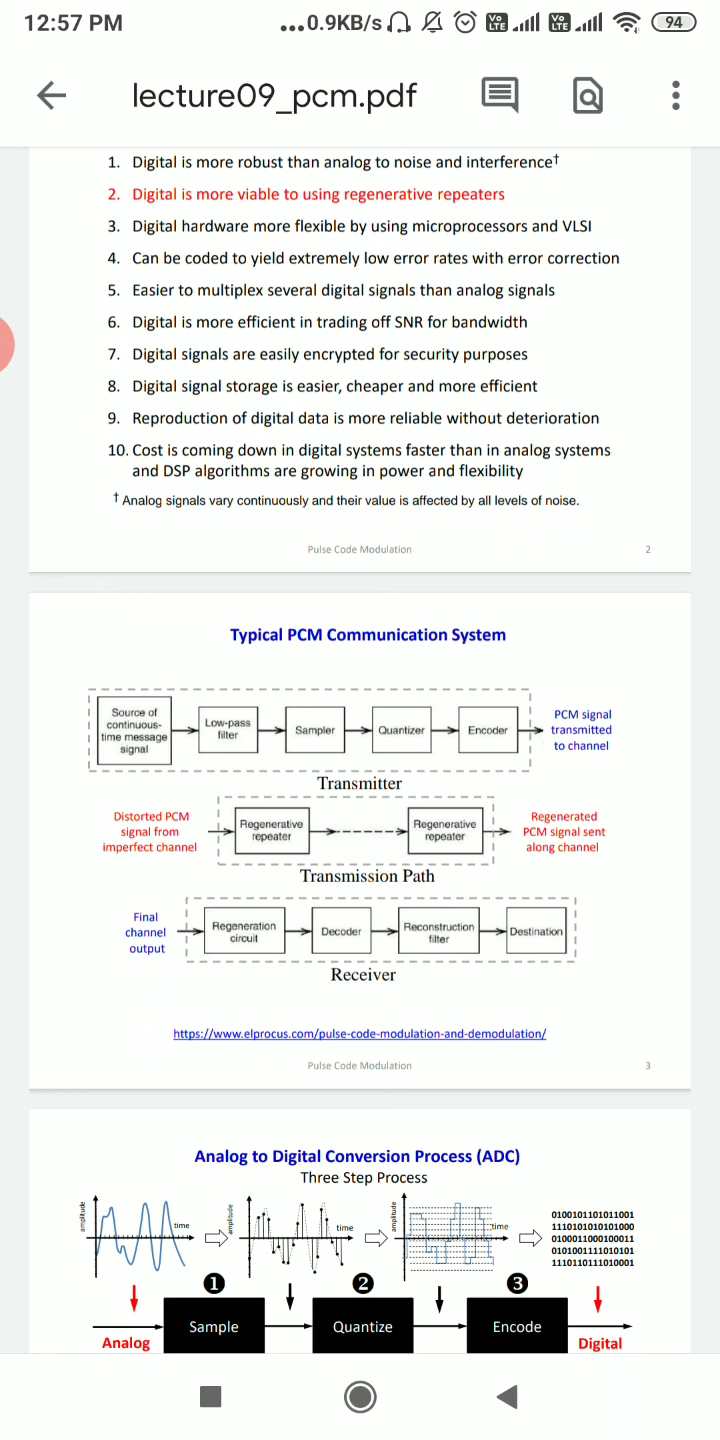 12:57 PM
...0.9KB/s
Vo LTE
Vo LTE
94
lecture09_pcm.pdf
1. Digital is more robust than analog to noise and interference†
2. Digital is more viable to using regenerative repeaters
3. Digital hardware more flexible by using microprocessors and VLSI
4. Can be coded to yield extremely low error rates with error correction
5. Easier to multiplex several digital signals than analog signals
6. Digital is more efficient in trading off SNR for bandwidth
7. Digital signals are easily encrypted for security purposes
8. Digital signal storage is easier, cheaper and more efficient
9. Reproduction of digital data is more reliable without deterioration
10. Cost is coming down in digital systems faster than in analog systems
and DSP algorithms are growing in power and flexibility
† Analog signals vary continuously and their value is affected by all levels of noise.
Pulse Code Modulation
2
Typical PCM Communication System
Source of
continuous-
time message
signal
Low-pass
filter
Sampler
Quantizer
Encoder
PCM signal
transmitted
to channel
Transmitter
Distorted PCM
signal from
imperfect channel
Regenerative
repeater
Regenerative
repeater
Regenerated
PCM signal sent
along channel
Transmission Path
Final
channel
output
Regeneration
circuit
Decoder
Reconstruction
filter
Destination
Receiver
https://www.elprocus.com/pulse-code-modulation-and-demodulation/
Pulse Code Modulation
3
Analog to Digital Conversion Process (ADC)
Three Step Process
amplitude
time
amplitude
time
amplitude
time
0100101101011001
1110101010101000
0100011000100011
0101001111010101
1110110111010001
1
2
3
Sample
Quantize
Encode
Analog
Digital